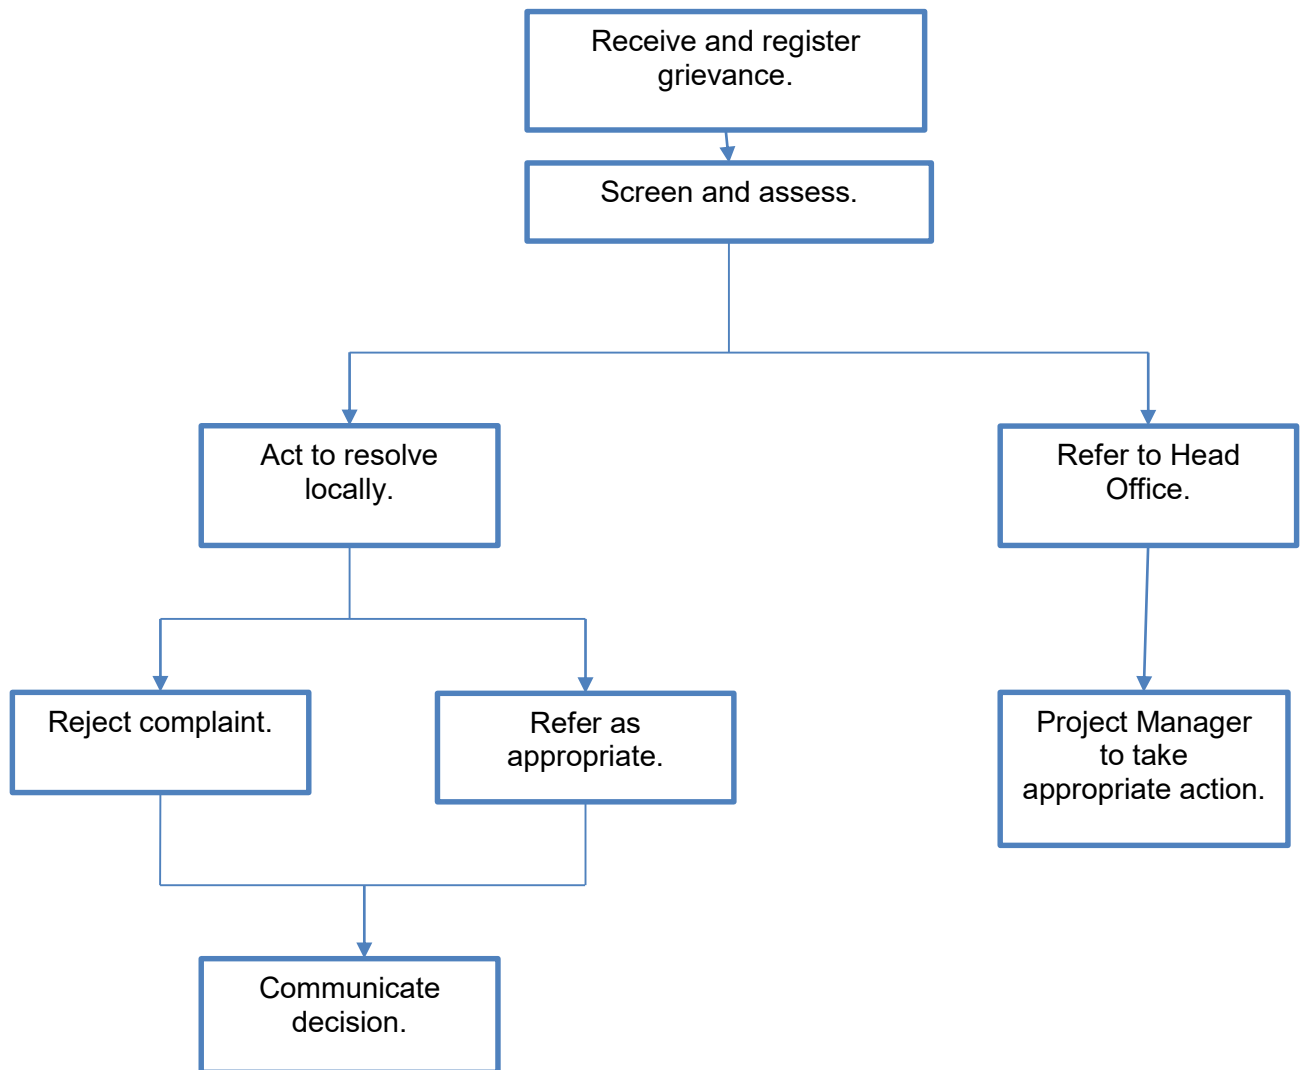 Receive and register
grievance.
Screen and assess.
Act to resolve
locally.
Refer to Head
Office.
Reject complaint.
Refer as
appropriate.
Project Manager
to take
appropriate action.
Communicate
decision.